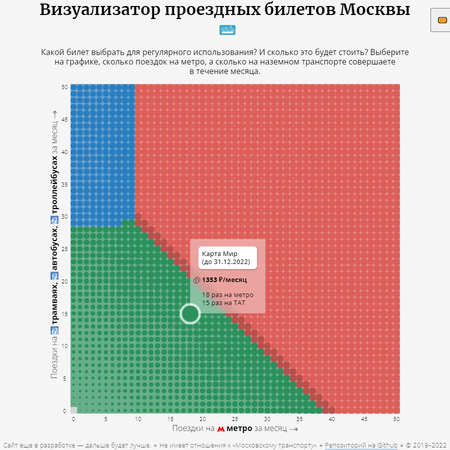 Визуализатор проездных билетов Москвы
Какой билет выбрать для регулярного использования? И сколько это будет стоить? Выберите
на графике, сколько поездок на метро, а сколько на наземном транспорте совершаете
в течение месяца.
Поездки на трамваях, автобусах, троллейбусах за месяц →
50
45
40
35
30
25
20
15
10
5
0
Карта Мир
(до 31.12.2022)
1353 ₽/месяц
18 раз на метро
15 раз на ТАТ
0 5 10 15 20 25 30 35 40 45 50
Поездки на метро за месяц →
Сайт еще в разработке — дальше будет лучше. • Не имеет отношения к «Московскому транспорту» • Репозиторий на Github • © 2019–2022